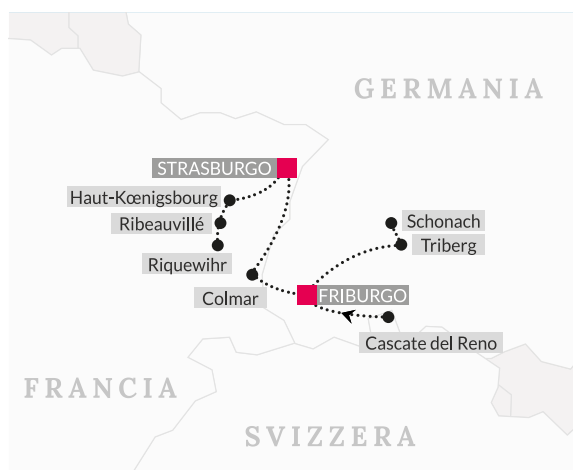 GERMANIA
STRASBURGO
Haut-Kœnigsbourg
Ribeauvillé
Schonach
Triberg
Riquewihr
Colmar
FRIBURGO
Cascate del Reno
FRANCIA
SVIZZERA